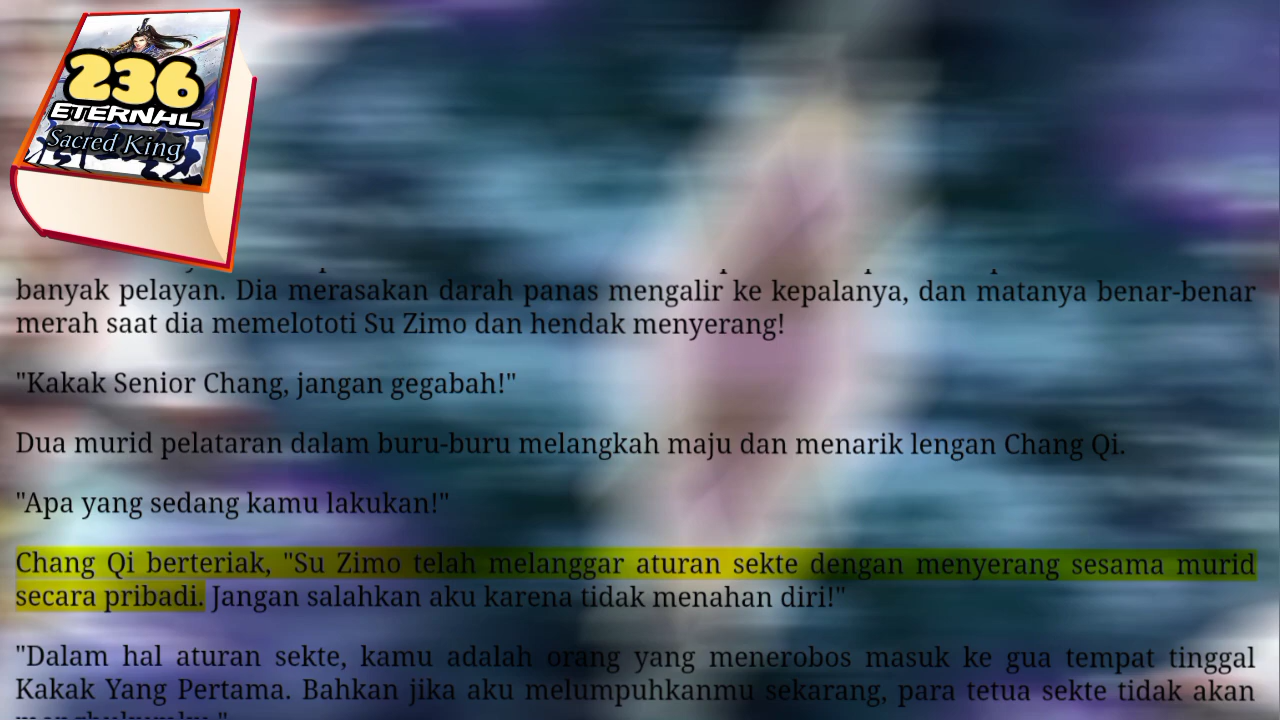 236
ETERNAL
Sacred King
banyak pelayan. Dia merasakan darah panas mengalir ke kepalanya, dan matanya benar-benar
merah saat dia memelototi Su Zimo dan hendak menyerang!
"Kakak Senior Chang, jangan gegabah!"
Dua murid pelataran dalam buru-buru melangkah maju dan menarik lengan Chang Qi.
"Apa yang sedang kamu lakukan!"
Chang Qi berteriak, "Su Zimo telah melanggar aturan sekte dengan menyerang sesama murid
secara pribadi. Jangan salahkan aku karena tidak menahan diri!"
"Dalam hal aturan sekte, kamu adalah orang yang menerobos masuk ke gua tempat tinggal
Kakak Yang Pertama. Bahkan jika aku melumpuhkanmu sekarang, para tetua sekte tidak akan